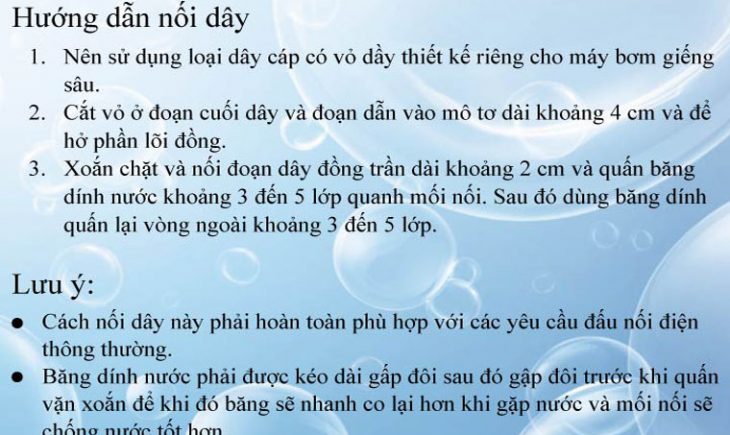 Hướng dẫn nối dây
1. Nên sử dụng loại dây cáp có vỏ dầy thiết kế riêng cho máy bơm giếng
sâu.
2. Cắt vỏ ở đoạn cuối dây và đoạn dẫn vào mô tơ dài khoảng 4 cm và để
hở phần lõi đồng.
3. Xoắn chặt và nối đoạn dây đồng trần dài khoảng 2 cm và quấn băng
dính nước khoảng 3 đến 5 lớp quanh mối nối. Sau đó dùng băng dính
quấn lại vòng ngoài khoảng 3 đến 5 lớp.
Lưu ý:
● Cách nối dây này phải hoàn toàn phù hợp với các yêu cầu đấu nối điện
thông thường.
● Băng dính nước phải được kéo dài gấp đôi sau đó gập đôi trước khi quấn
vặn xoắn để khi đó băng sẽ nhanh co lại hơn khi gặp nước và mối nối sẽ
chống nước tốt hơn